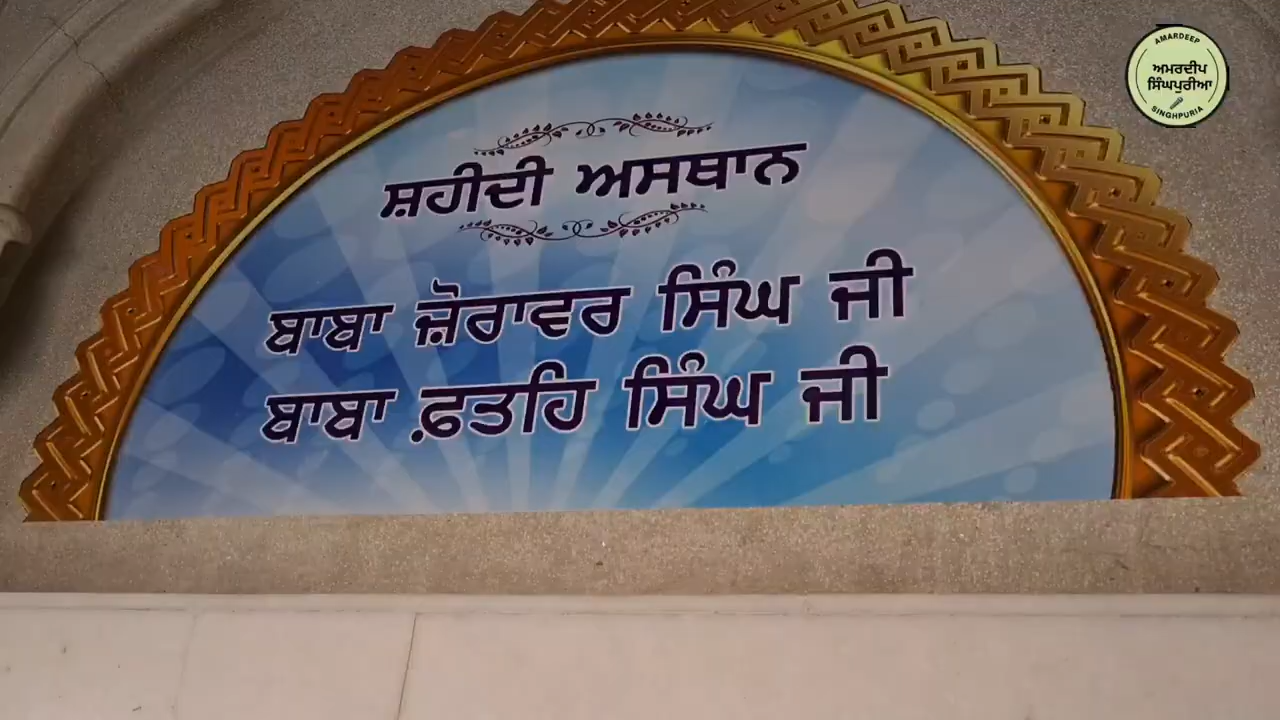 ਸ਼ਹੀਦੀ ਅਸਥਾਨ
ਬਾਬਾ ਜ਼ੋਰਾਵਰ ਸਿੰਘ ਜੀ
ਬਾਬਾ ਫ਼ਤਹਿ ਸਿੰਘ ਜੀ
AMARDEEP
ਅਮਰਦੀਪ
ਸਿੰਘਪੁਰੀਆ
SINGHPURIA